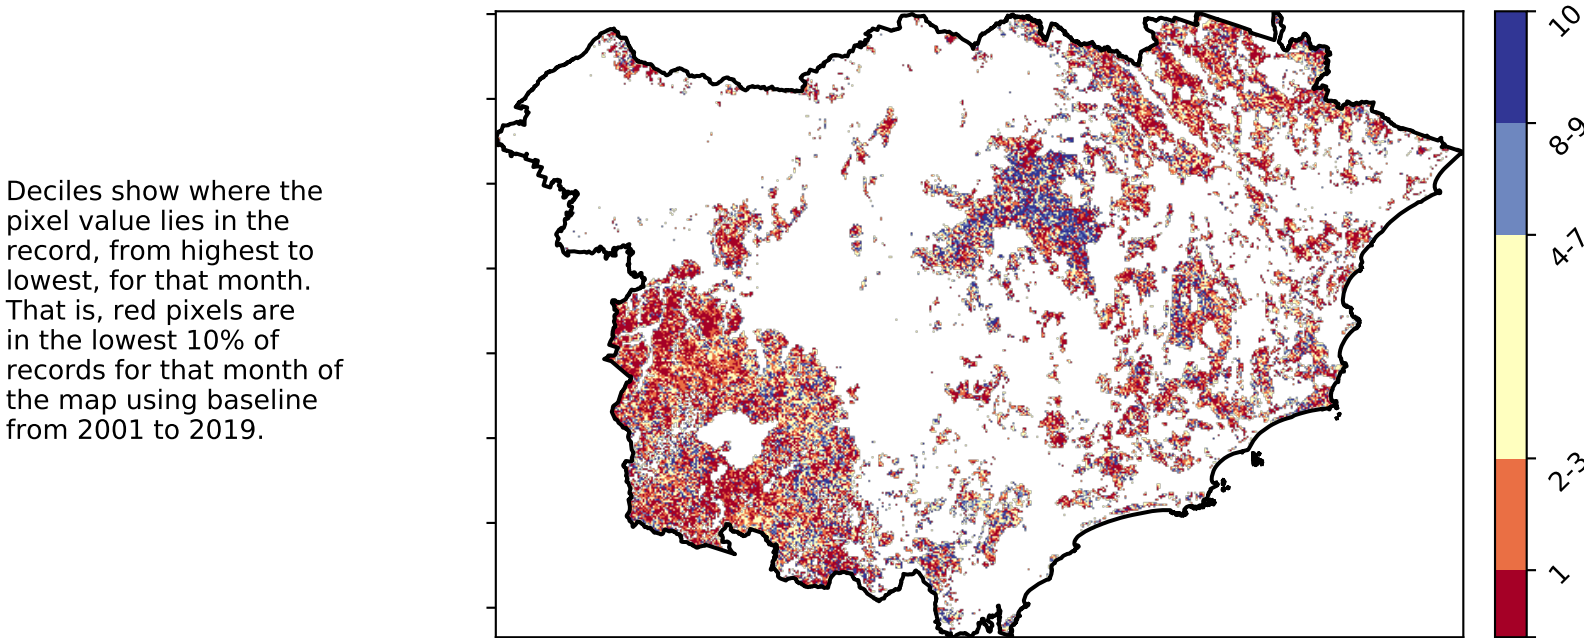 Deciles show where the
pixel value lies in the
record, from highest to
lowest, for that month.
That is, red pixels are
in the lowest 10% of
records for that month of
the map using baseline
from 2001 to 2019.
10
8-9
4-7
2-3
1